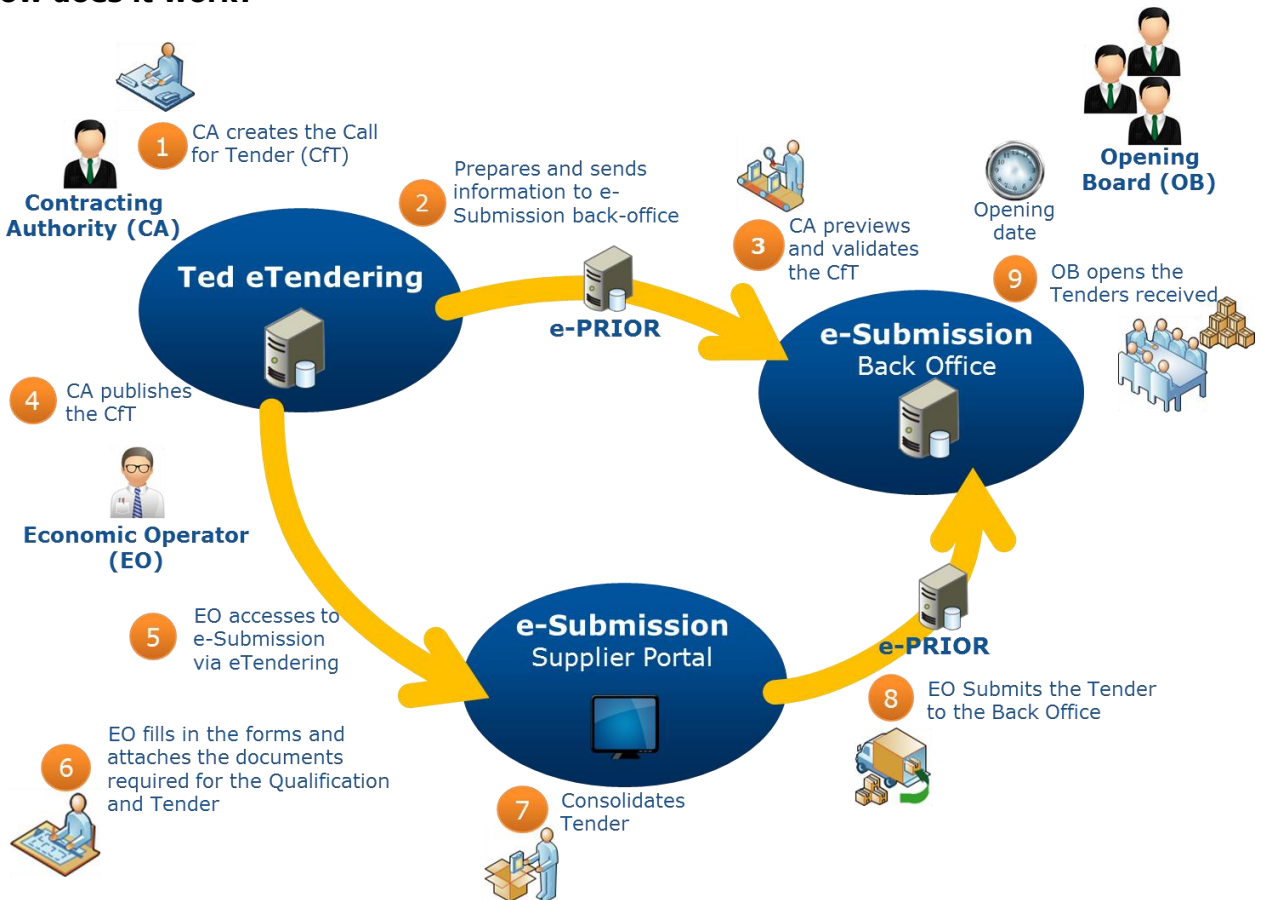 1
CA creates the Call
for Tender (CfT)
Contracting
Authority (CA)
2
Prepares and sends
information to e-
Submission back-office
3
CA previews
and validates
the CfT
Opening
Board (OB)
Opening
date
9
OB opens the
Tenders received
Ted eTendering
e-PRIOR
e-Submission
Back Office
4
CA publishes
the CfT
Economic Operator
(EO)
5
EO accesses to
e-Submission
via eTendering
e-Submission
Supplier Portal
e-PRIOR
6
EO fills in the forms and
attaches the documents
required for the Qualification
and Tender
7
Consolidates
Tender
8
EO Submits the Tender
to the Back Office